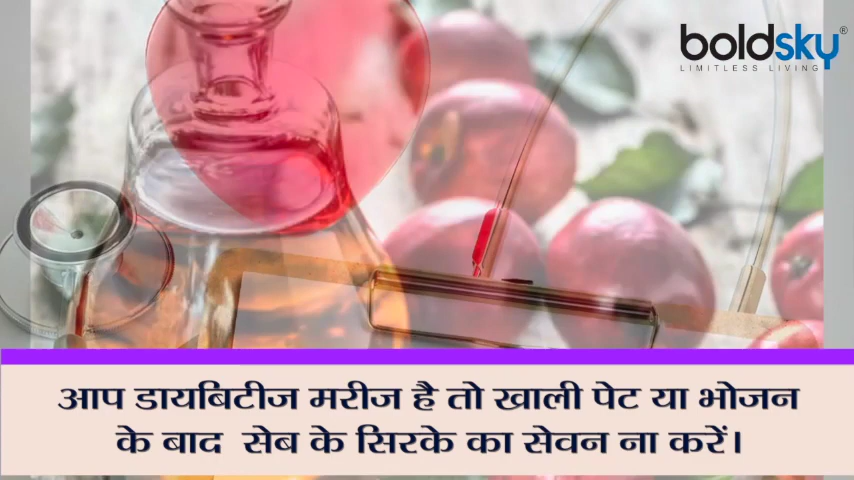 boldsky®
LIMITLESS LIVING
आप डायबिटीज मरीज है तो खाली पेट या भोजन
के बाद सेब के सिरके का सेवन ना करें।